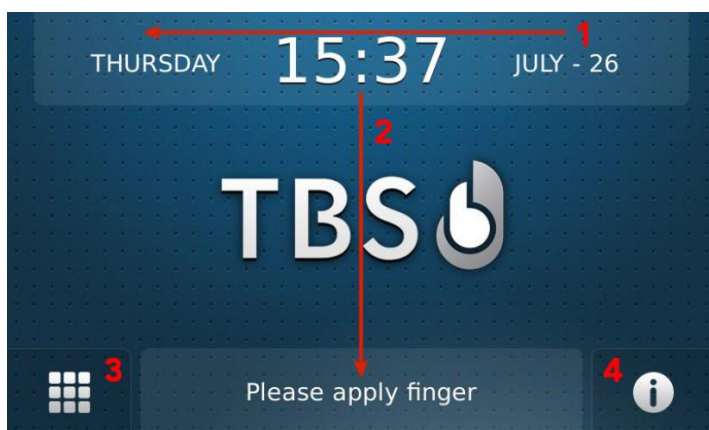 1
THURSDAY 15:37 JULY - 26
2
TBS
3 4
Please apply finger